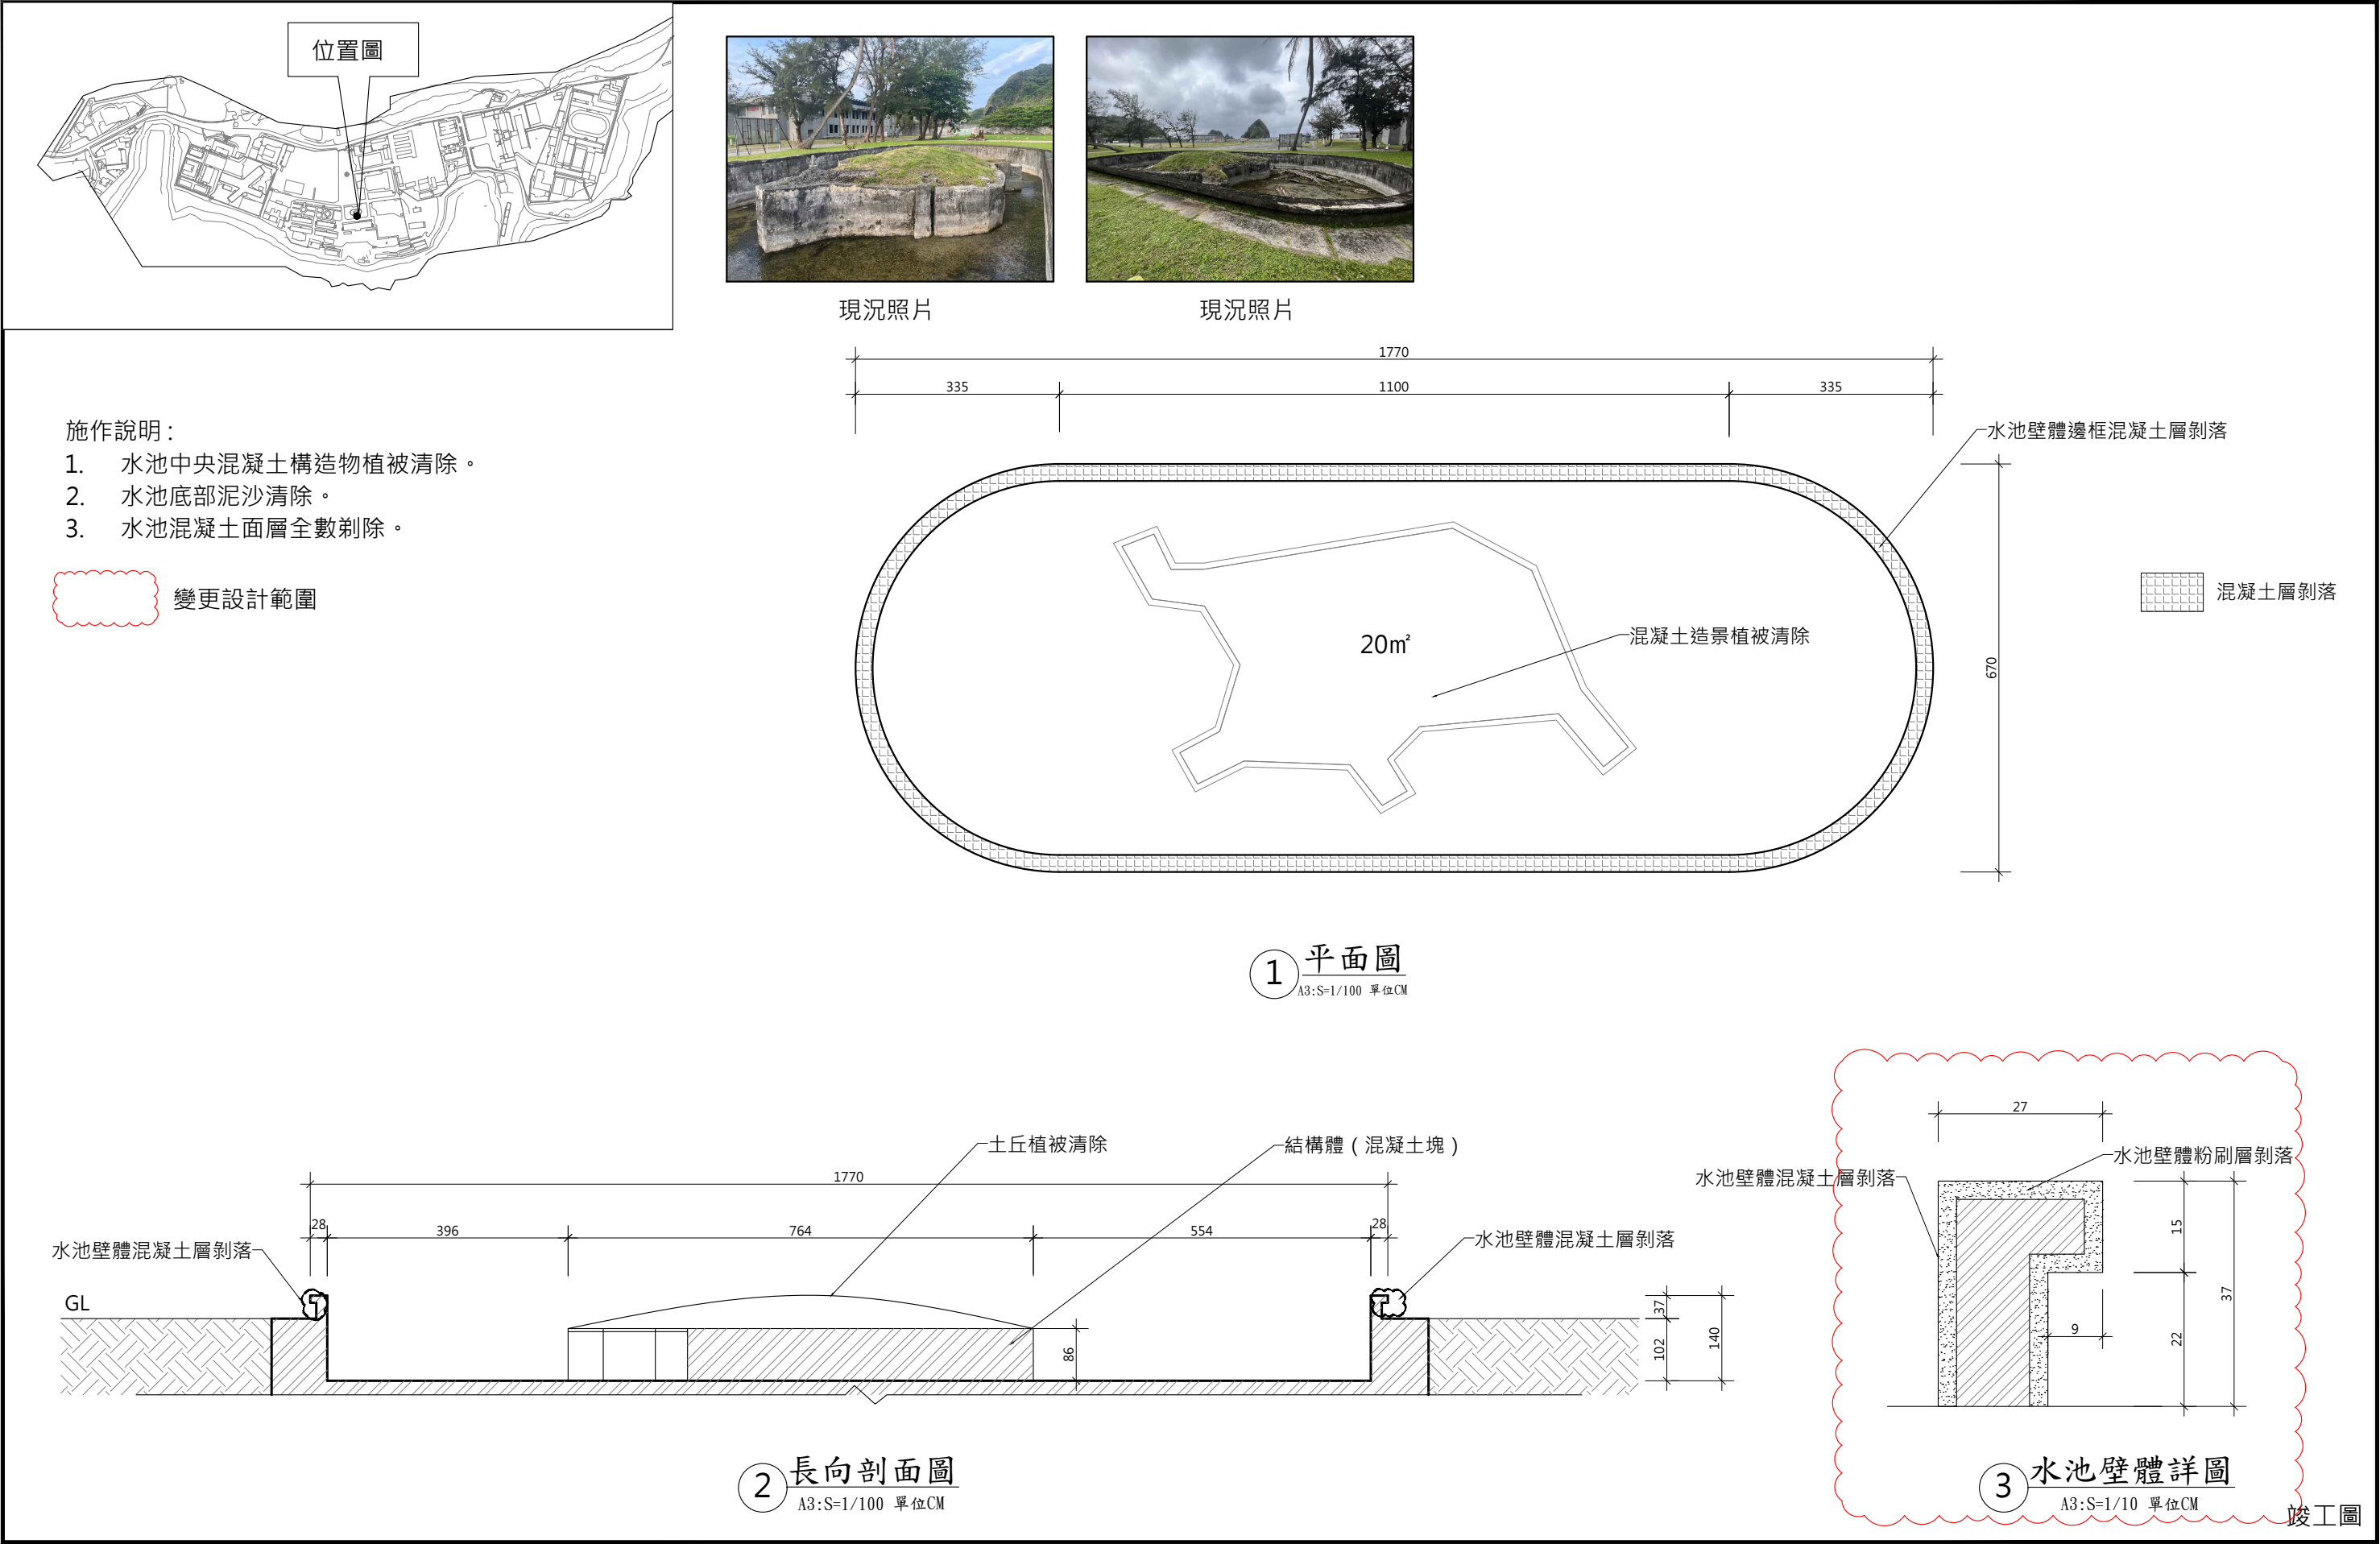 位置圖
現況照片
現況照片
施作說明：
1. 水池中央混凝土構造物植被清除。
2. 水池底部泥沙清除。
3. 水池混凝土面層全數剃除。
變更設計範圍
1770
335
1100
335
水池壁體邊框混凝土層剝落
670
20㎡
混凝土造景植被清除
混凝土層剝落
1 平面圖
A3:S=1/100 單位CM
土丘植被清除
結構體（混凝土塊）
1770
28
396
764
554
28
水池壁體混凝土層剝落
水池壁體混凝土層剝落
GL
86
37
102
140
2 長向剖面圖
A3:S=1/100 單位CM
27
水池壁體粉刷層剝落
水池壁體混凝土層剝落
15
37
22
9
3 水池壁體詳圖
A3:S=1/10 單位CM
竣工圖